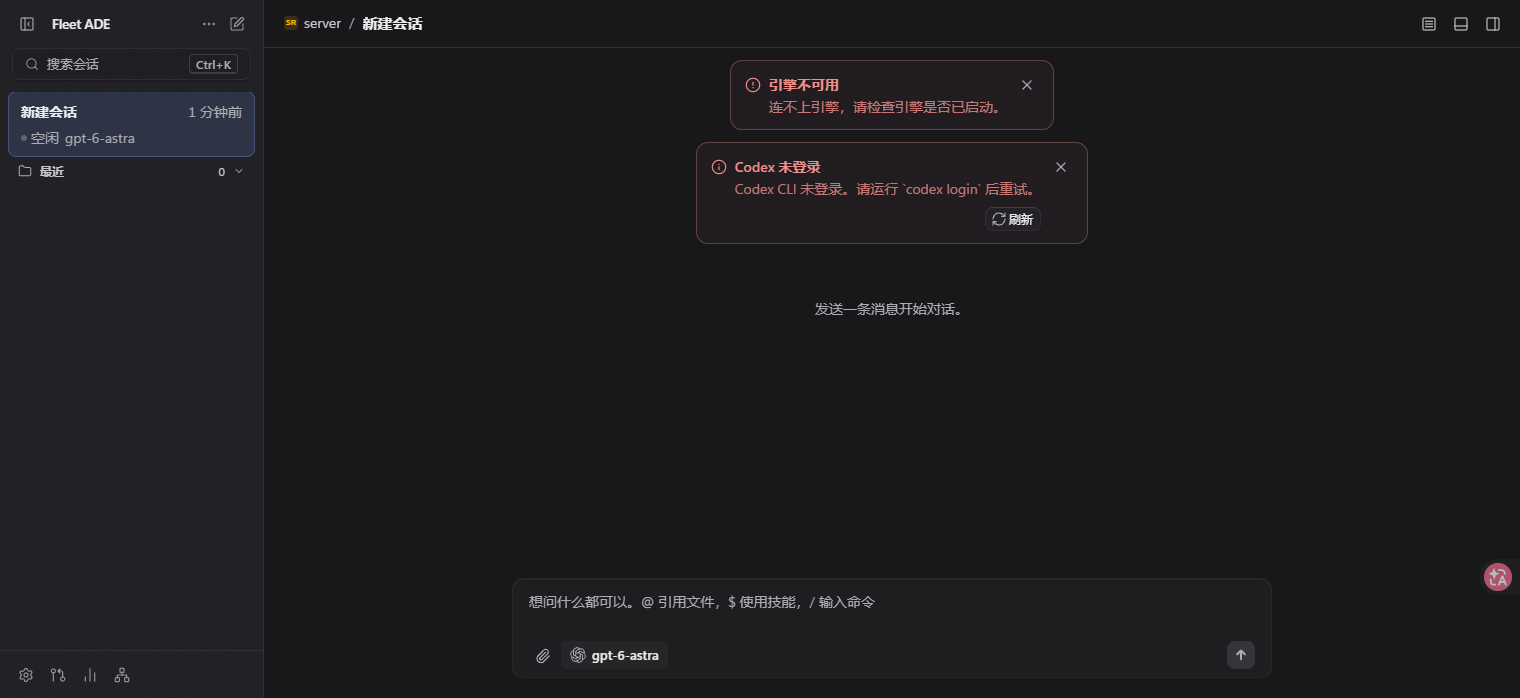 Fleet ADE
搜索会话 Ctrl+K
新建会话 1 分钟前
空闲 gpt-6-astra
最近 0
SR server / 新建会话
引擎不可用
连不上引擎，请检查引擎是否已启动。
Codex 未登录
Codex CLI 未登录。请运行 `codex login` 后重试。
刷新
发送一条消息开始对话。
想问什么都可以。@ 引用文件，$ 使用技能，/ 输入命令
gpt-6-astra